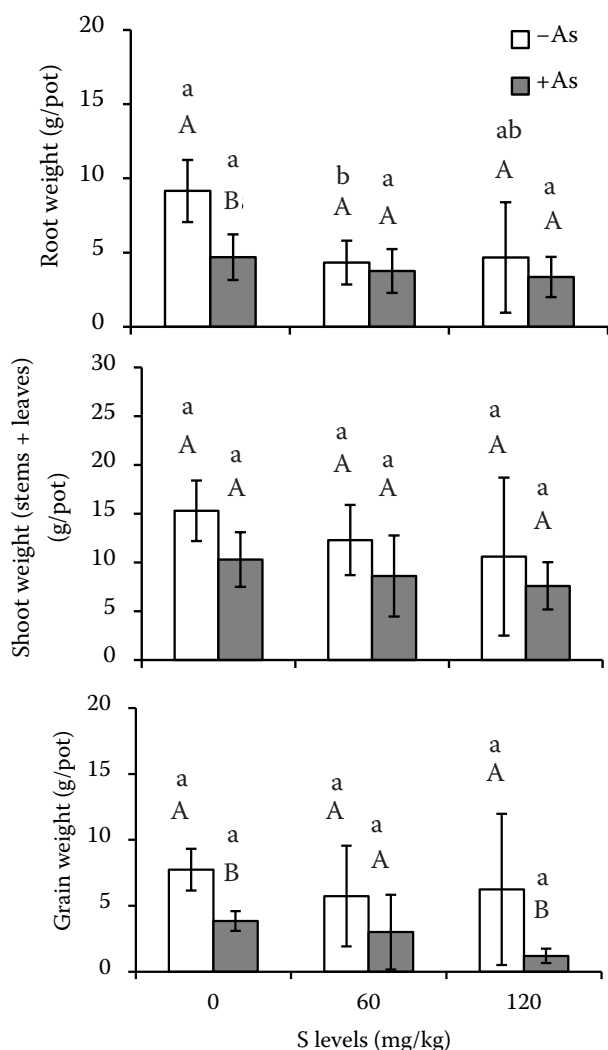 –As
+As
Root weight (g/pot)
20
15
10
5
0
a
A
a
B
b
A
a
A
ab
A
a
A
Shoot weight (stems + leaves)
(g/pot)
30
25
20
15
10
5
0
a
A
a
A
a
A
a
A
a
A
a
A
Grain weight (g/pot)
20
15
10
5
0
a
A
a
B
a
A
a
A
a
A
a
B
0 60 120
S levels (mg/kg)